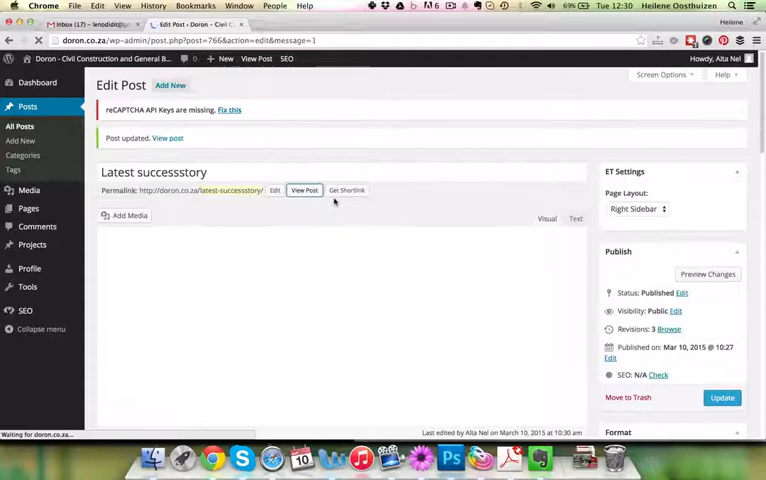 Chrome File Edit View History Bookmarks Window People Help
69% Tue 12:30 Heilene Oosthuizen
Inbox (17) – lenodidit@g
Edit Post ‹ Doron – Civil C
Heilene
doron.co.za/wp-admin/post.php?post=766&action=edit&message=1
Doron - Civil Construction and General B... 0 New View Post SEO
Howdy, Alta Nel
Dashboard
Posts
All Posts
Add New
Categories
Tags
Media
Pages
Comments
Projects
Profile
Tools
SEO
Collapse menu
Edit Post Add New
Screen Options Help
reCAPTCHA API Keys are missing. Fix this
Post updated. View post
Latest successstory
Permalink: http://doron.co.za/latest-successstory/ Edit View Post Get Shortlink
Add Media
Visual Text
Last edited by Alta Nel on March 10, 2015 at 10:30 am
ET Settings
Page Layout:
Right Sidebar
Publish
Preview Changes
Status: Published Edit
Visibility: Public Edit
Revisions: 3 Browse
Published on: Mar 10, 2015 @ 10:27
Edit
SEO: N/A Check
Move to Trash Update
Format
Waiting for doron.co.za...